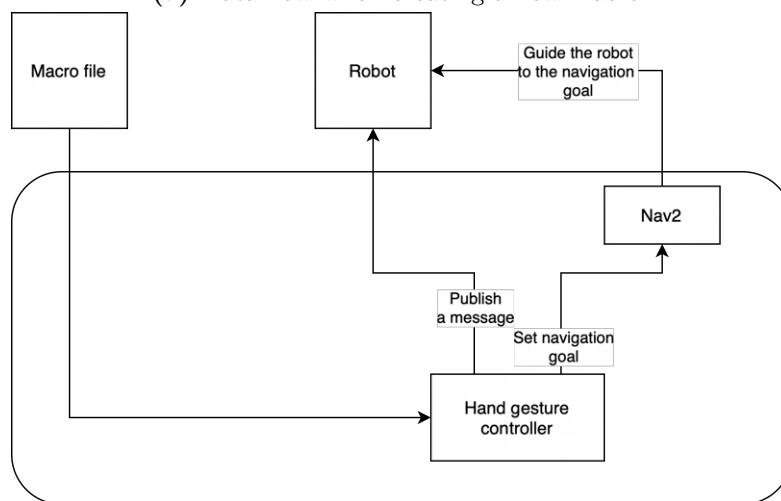 Macro file
Robot
Guide the robot
to the navigation
goal
Nav2
Publish
a message
Set navigation
goal
Hand gesture
controller